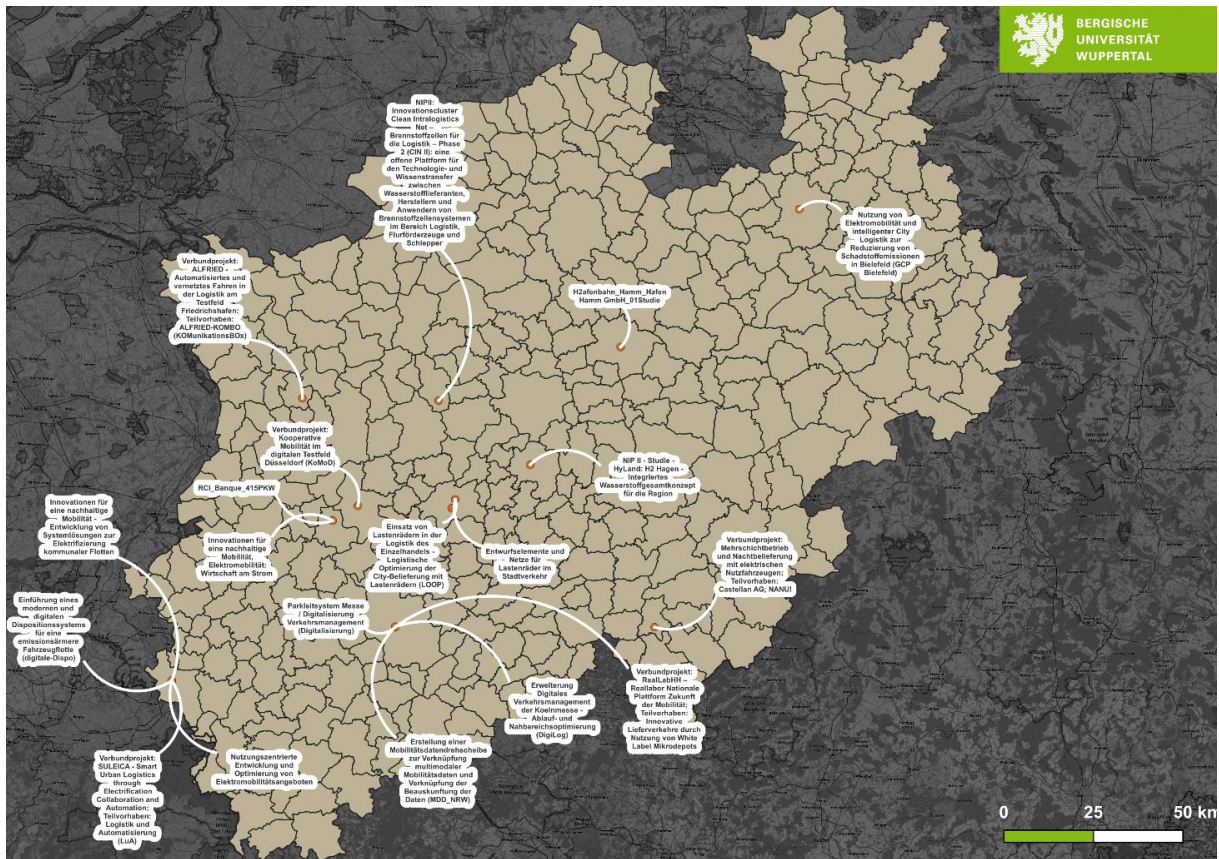 BERGISCHE
UNIVERSITÄT
WUPPERTAL
NIPII:
Innovationscluster
Clean Intralogistics
Net –
Brennstoffzellen für
die Logistik – Phase
2 (CIN II): eine
offene Plattform für
den Technologie- und
Wissenstransfer
zwischen
Wasserstofflieferanten,
Herstellern und
Anwendern von
Brennstoffzellensystemen
im Bereich Logistik,
Flurförderzeuge und
Schlepper
Nutzung von
Elektromobilität und
intelligenter City
Logistik zur
Reduzierung von
Schadstoffemissionen
in Bielefeld (GCP
Bielefeld)
Verbundprojekt:
ALFRIED -
Automatisiertes und
vernetztes Fahren in
der Logistik am
Testfeld
Friedrichshafen;
Teilvorhaben:
ALFRIED-KOMBO
(KOMunikationsBOx)
H2afenbahn_Hamm_Hafen
Hamm GmbH_01Studie
Verbundprojekt:
Kooperative
Mobilität im
digitalen Testfeld
Düsseldorf (KoMoD)
NIP II - Studie -
HyLand: H2 Hagen -
Integriertes
Wasserstoffgesamtkonzept
für die Region
RCI_Banque_415PKW
Innovationen für
eine nachhaltige
Mobilität -
Entwicklung von
Systemlösungen zur
Elektrifizierung
kommunaler Flotten
Innovationen für
eine nachhaltige
Mobilität,
Elektromobilität:
Wirtschaft am Strom
Einsatz von
Lastenrädern in der
Logistik des
Einzelhandels -
Logistische
Optimierung der
City-Belieferung mit
Lastenrädern (LOOP)
Entwurfselemente und
Netze für
Lastenräder im
Stadtverkehr
Verbundprojekt:
Mehrschichtbetrieb
und Nachtbelieferung
mit elektrischen
Nutzfahrzeugen;
Teilvorhaben:
Castellan AG; NANU!
Einführung eines
modernen und
digitalen
Dispositionssystems
für eine
emissionsärmere
Fahrzeugflotte
(digitale-Dispo)
Parkleitsystem Messe
/ Digitalisierung
Verkehrsmanagement
(Digitalisierung)
Erweiterung
Digitales
Verkehrsmanagement
der Koelnmesse -
Ablauf- und
Nahbereichsoptimierung
(DigiLog)
Verbundprojekt:
RealLabHH –
Reallabor Nationale
Plattform Zukunft
der Mobilität;
Teilvorhaben:
Innovative
Lieferverkehre durch
Nutzung von White
Label Mikrodepots
Verbundprojekt:
SULEICA - Smart
Urban Logistics
through
Electrification
Collaboration and
Automation;
Teilvorhaben:
Logistik und
Automatisierung
(LuA)
Nutzungszentrierte
Entwicklung und
Optimierung von
Elektromobilitätsangeboten
Erstellung einer
Mobilitätsdatendrehscheibe
zur Verknüpfung
multimodaler
Mobilitätsdaten und
Verknüpfung der
Beauskunftung der
Daten (MDD_NRW)
0 25 50 km